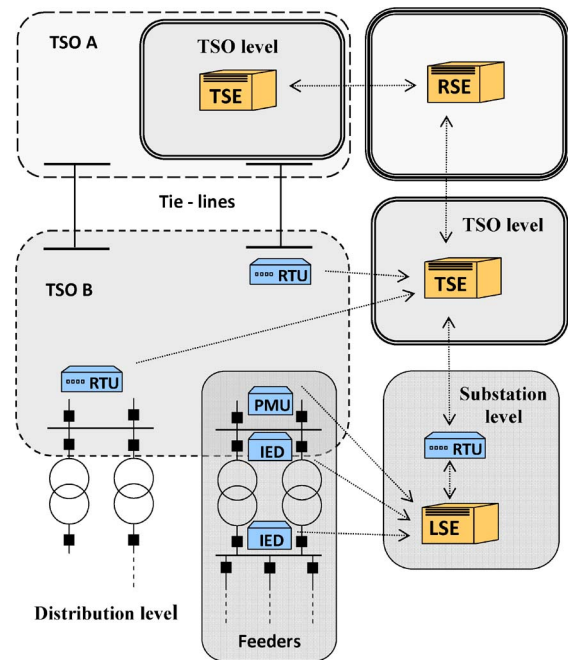 TSO A
TSO level
TSE
RSE
Tie - lines
TSO level
TSO B
RTU
TSE
RTU
Substation
level
PMU
IED
RTU
LSE
IED
Distribution level
Feeders